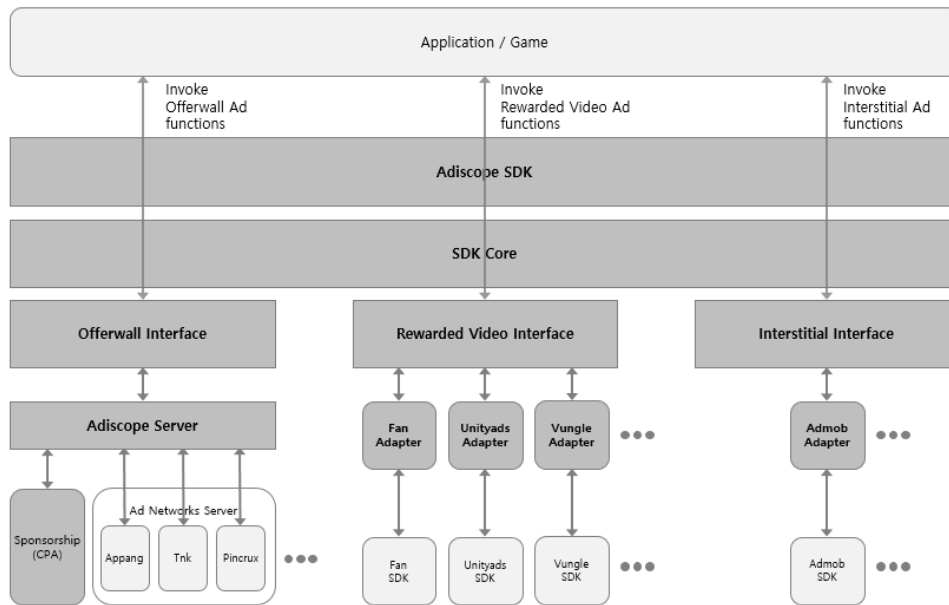 Application / Game
Invoke
Offerwall Ad
functions
Invoke
Rewarded Video Ad
functions
Invoke
Interstitial Ad
functions
Adiscope SDK
SDK Core
Offerwall Interface
Rewarded Video Interface
Interstitial Interface
Adiscope Server
Fan
Adapter
Unityads
Adapter
Vungle
Adapter
Admob
Adapter
Sponsorship
(CPA)
Ad Networks Server
Appang
Tnk
Pincrux
Fan
SDK
Unityads
SDK
Vungle
SDK
Admob
SDK